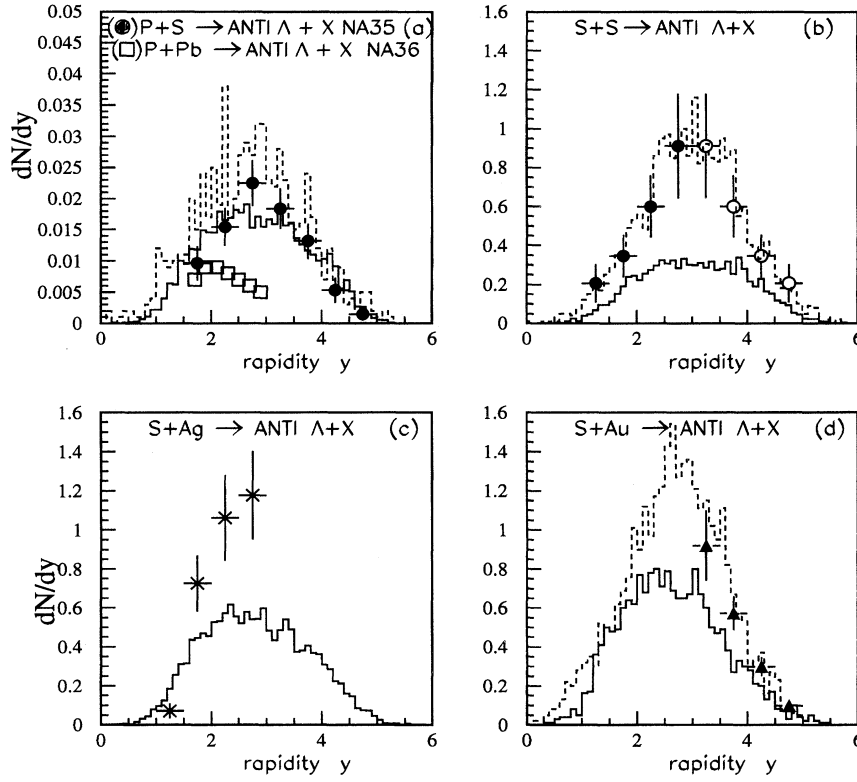 (●)P+S → ANTI Λ + X NA35 (a)
(□)P+Pb → ANTI Λ + X NA36
0.05
0.045
0.04
0.035
0.03
0.025
0.02
0.015
0.01
0.005
0
dN/dy
0 2 4 6
rapidity y
S+S → ANTI Λ+X (b)
1.6
1.4
1.2
1
0.8
0.6
0.4
0.2
0
0 2 4 6
rapidity y
S+Ag → ANTI Λ+X (c)
1.6
1.4
1.2
1
0.8
0.6
0.4
0.2
0
dN/dy
0 2 4 6
rapidity y
S+Au → ANTI Λ+X (d)
1.6
1.4
1.2
1
0.8
0.6
0.4
0.2
0
0 2 4 6
rapidity y